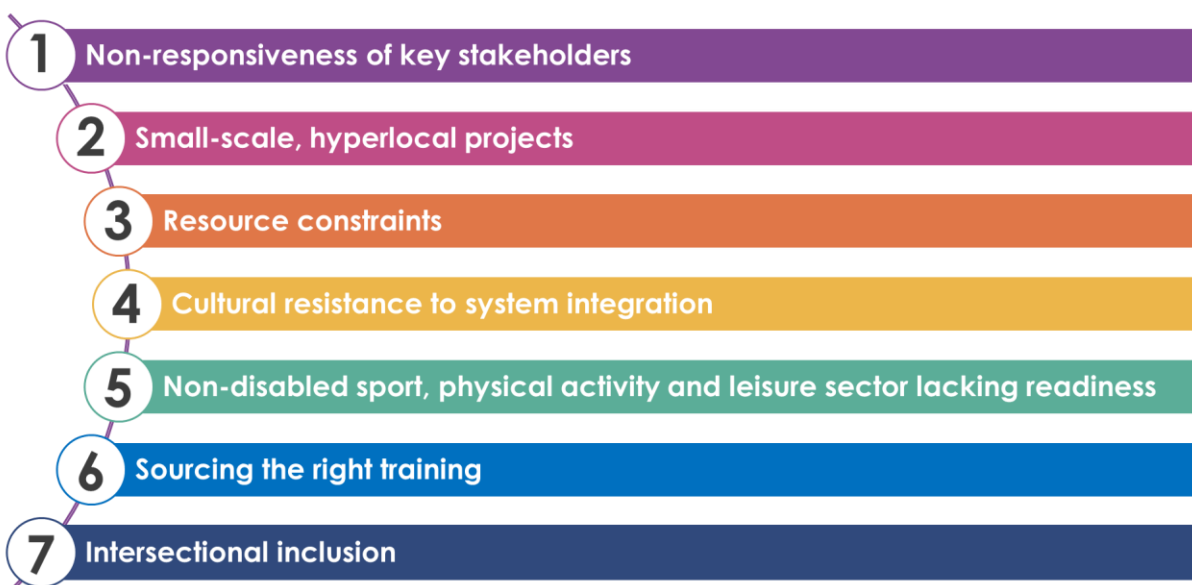 1 Non-responsiveness of key stakeholders
2 Small-scale, hyperlocal projects
3 Resource constraints
4 Cultural resistance to system integration
5 Non-disabled sport, physical activity and leisure sector lacking readiness
6 Sourcing the right training
7 Intersectional inclusion